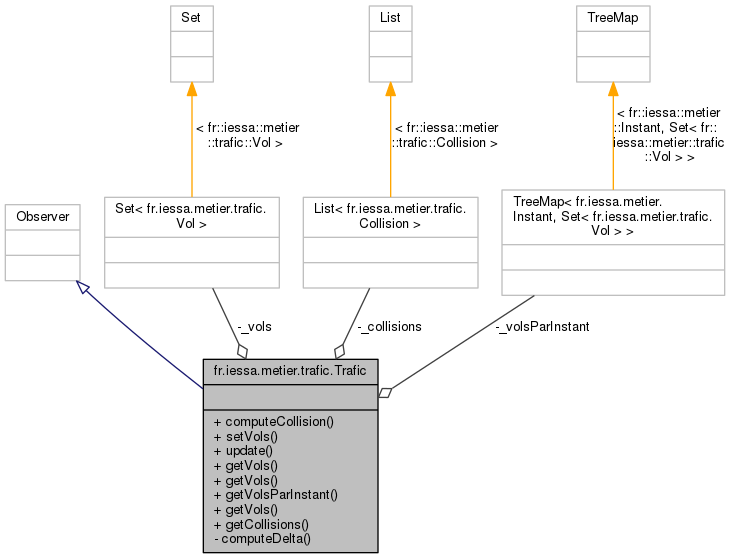 Set
List
TreeMap
< fr::iessa::metier
::trafic::Vol >
< fr::iessa::metier
::trafic::Collision >
< fr::iessa::metier
::Instant, Set< fr::
iessa::metier::trafic
::Vol > >
Observer
Set< fr.iessa.metier.trafic.
Vol >
List< fr.iessa.metier.trafic.
Collision >
TreeMap< fr.iessa.metier.
Instant, Set< fr.iessa.metier.trafic.
Vol > >
-_vols
-_collisions
-_volsParInstant
fr.iessa.metier.trafic.Trafic
+ computeCollision()
+ setVols()
+ update()
+ getVols()
+ getVols()
+ getVolsParInstant()
+ getVols()
+ getCollisions()
- computeDelta()